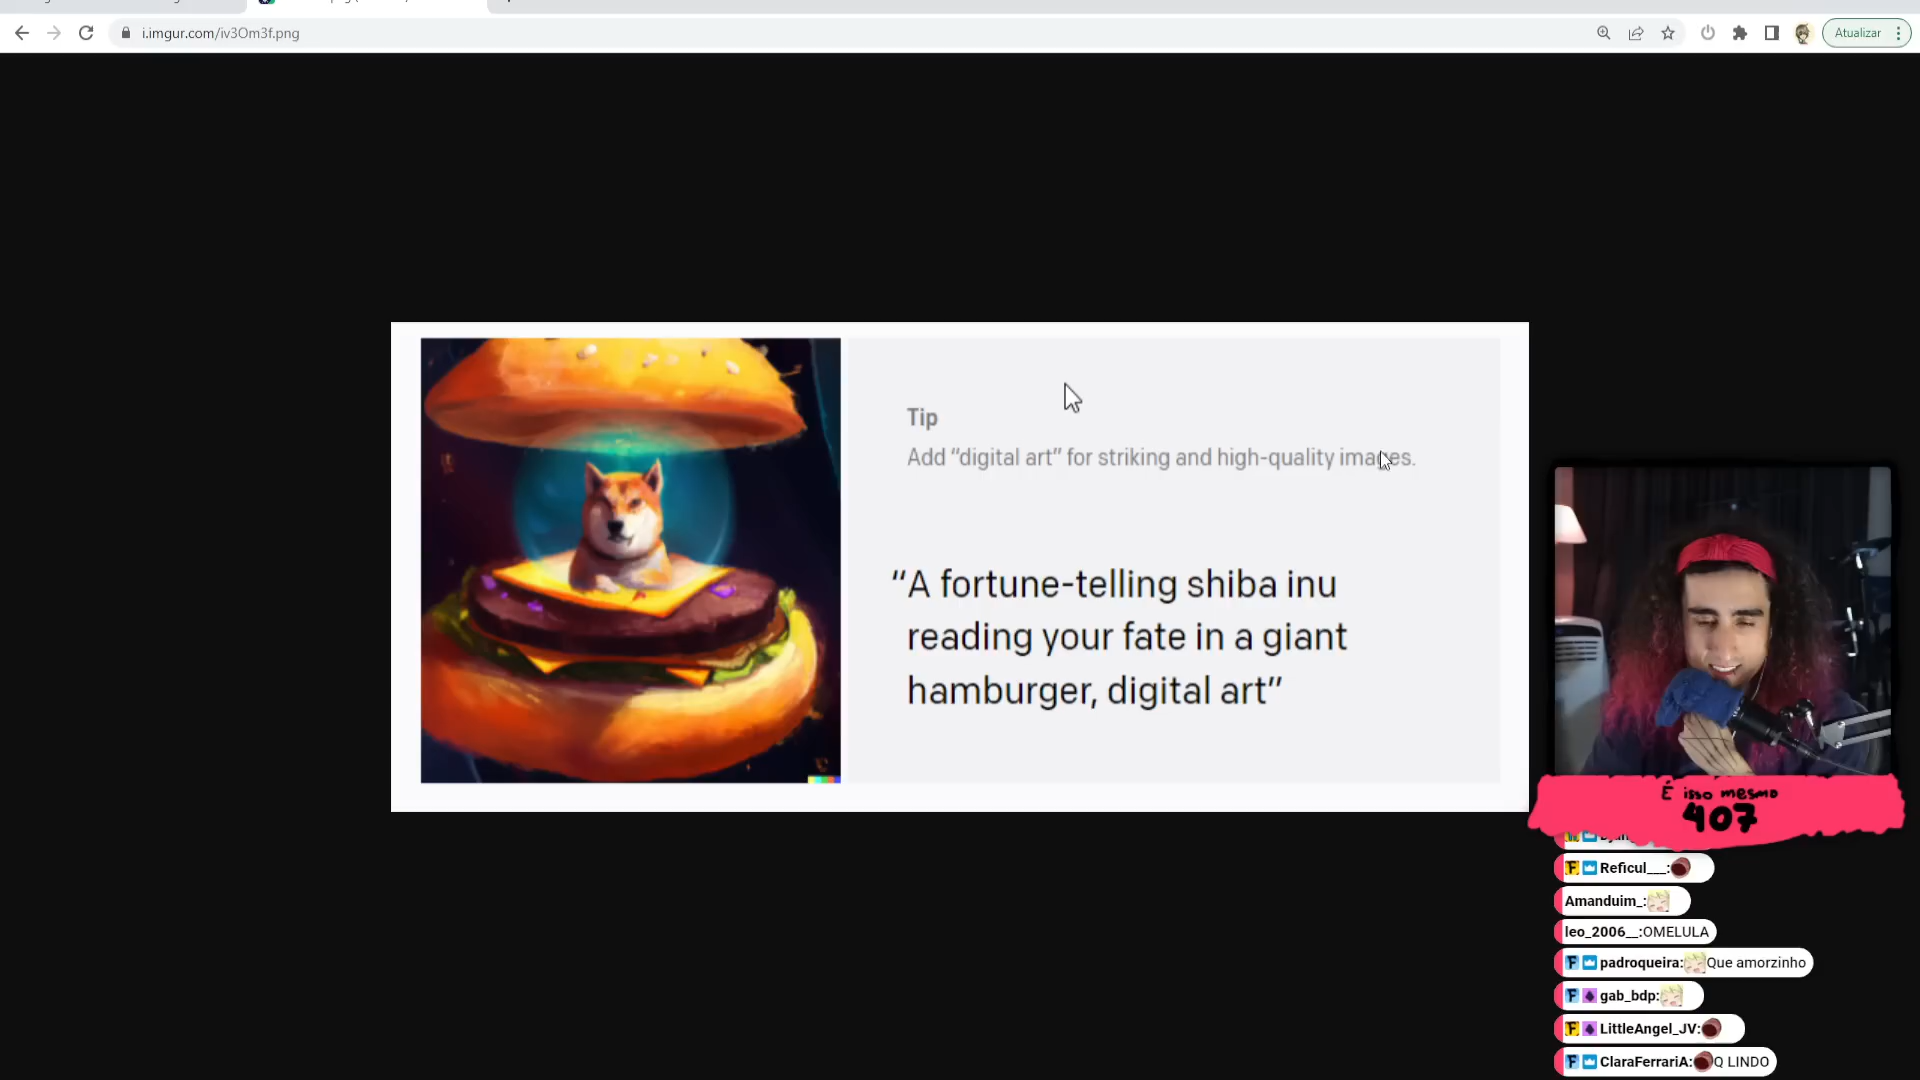 i.imgur.com/iv3Om3f.png
Atualizar
Tip
Add “digital art” for striking and high-quality images.
“A fortune-telling shiba inu
reading your fate in a giant
hamburger, digital art”
É isso mesmo
407
Reficul___:
Amanduim_:
leo_2006__:OMELULA
padroqueira:Que amorzinho
gab_bdp:
LittleAngel_JV:
ClaraFerrariA:Q LINDO